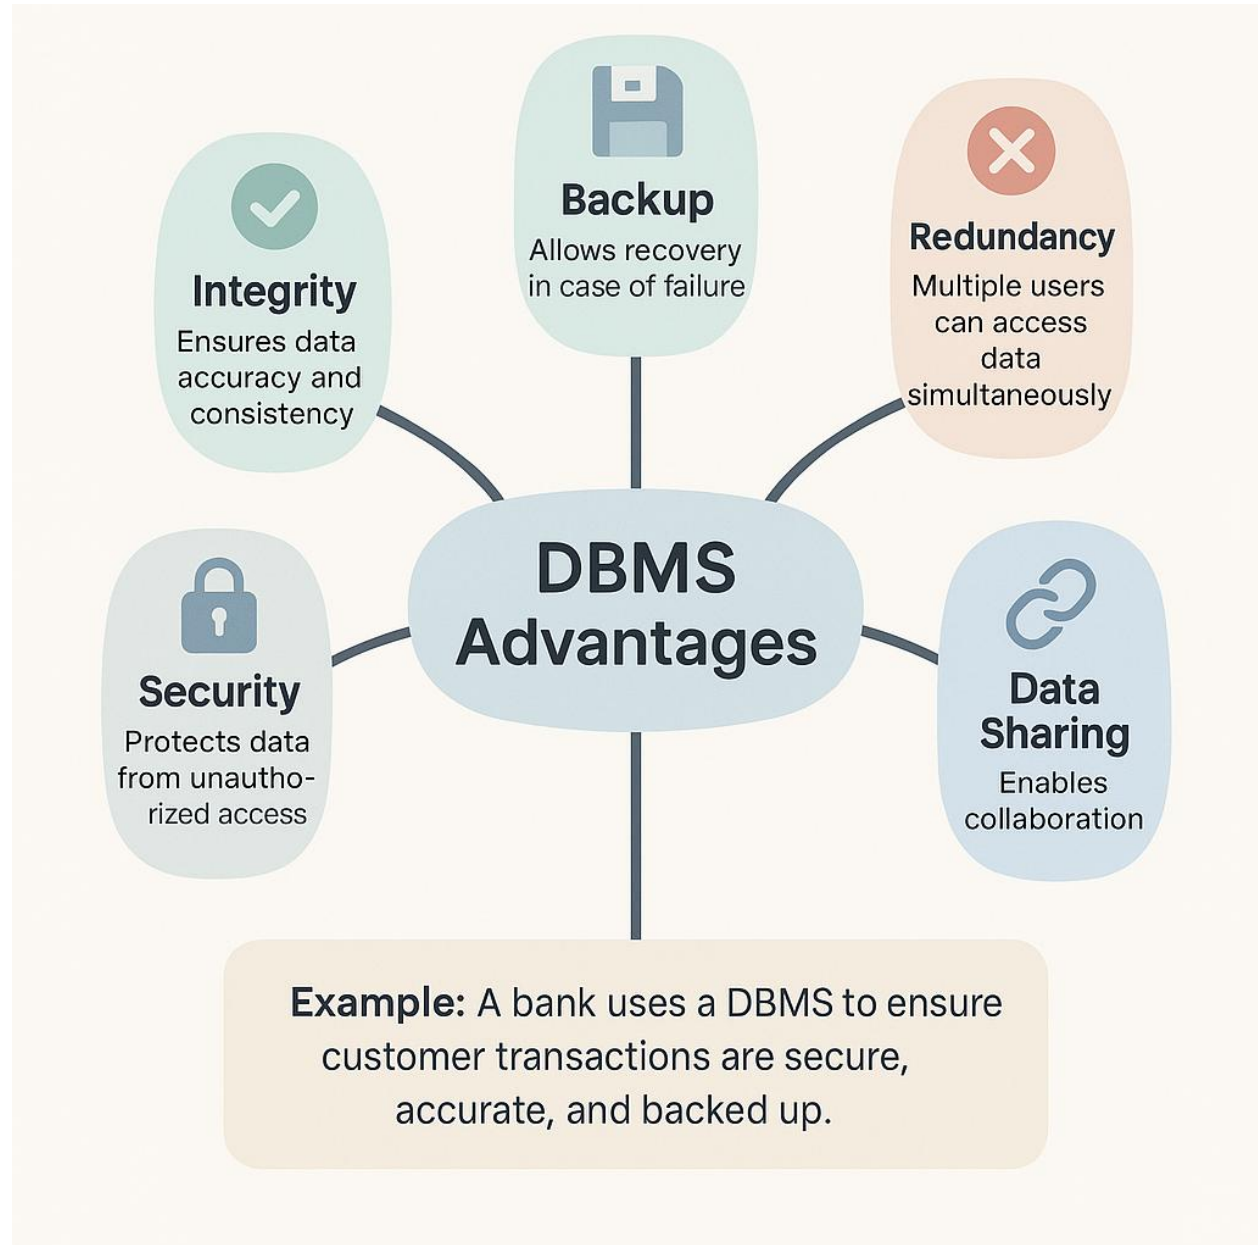 Backup
Allows recovery
in case of failure
Redundancy
Multiple users
can access
data
simultaneously
Integrity
Ensures data
accuracy and
consistency
DBMS
Advantages
Security
Protects data
from unautho-
rized access
Data
Sharing
Enables
collaboration
Example: A bank uses a DBMS to ensure
customer transactions are secure,
accurate, and backed up.